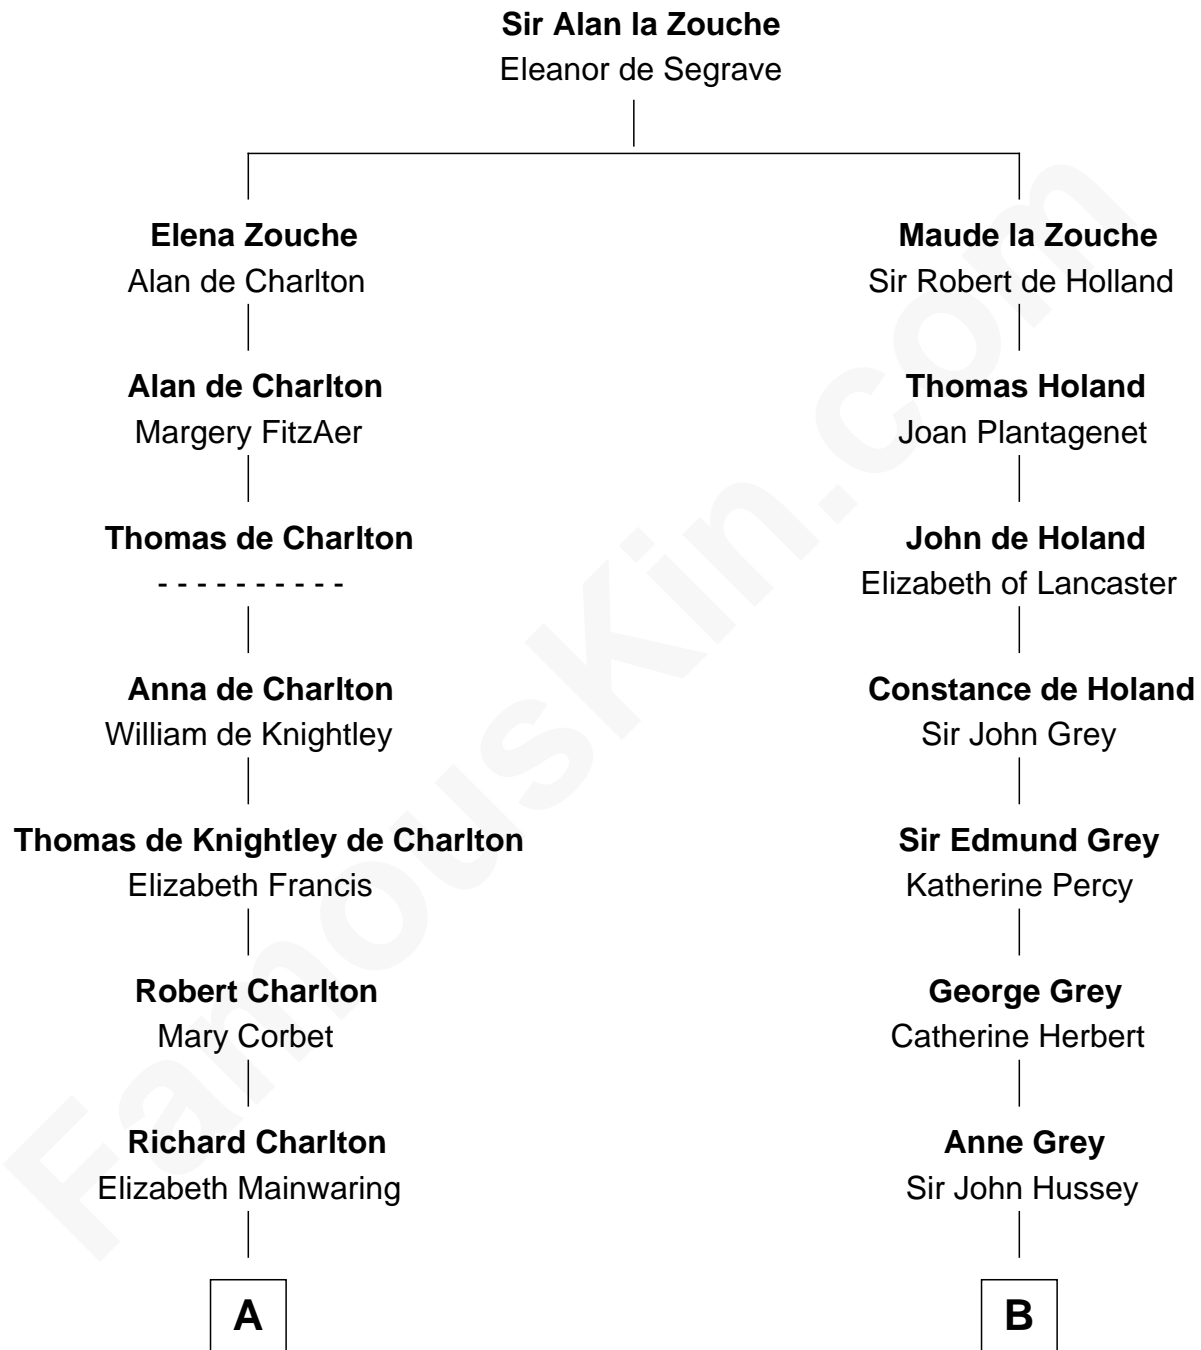 Sir Alan la Zouche
Eleanor de Segrave
Elena Zouche
Alan de Charlton
Maude la Zouche
Sir Robert de Holland
Alan de Charlton
Margery FitzAer
Thomas Holand
Joan Plantagenet
Thomas de Charlton
- - - - - - - - - -
John de Holand
Elizabeth of Lancaster
Anna de Charlton
William de Knightley
Constance de Holand
Sir John Grey
Thomas de Knightley de Charlton
Elizabeth Francis
Sir Edmund Grey
Katherine Percy
Robert Charlton
Mary Corbet
George Grey
Catherine Herbert
Richard Charlton
Elizabeth Mainwaring
Anne Grey
Sir John Hussey
A
B
FamousKin.com